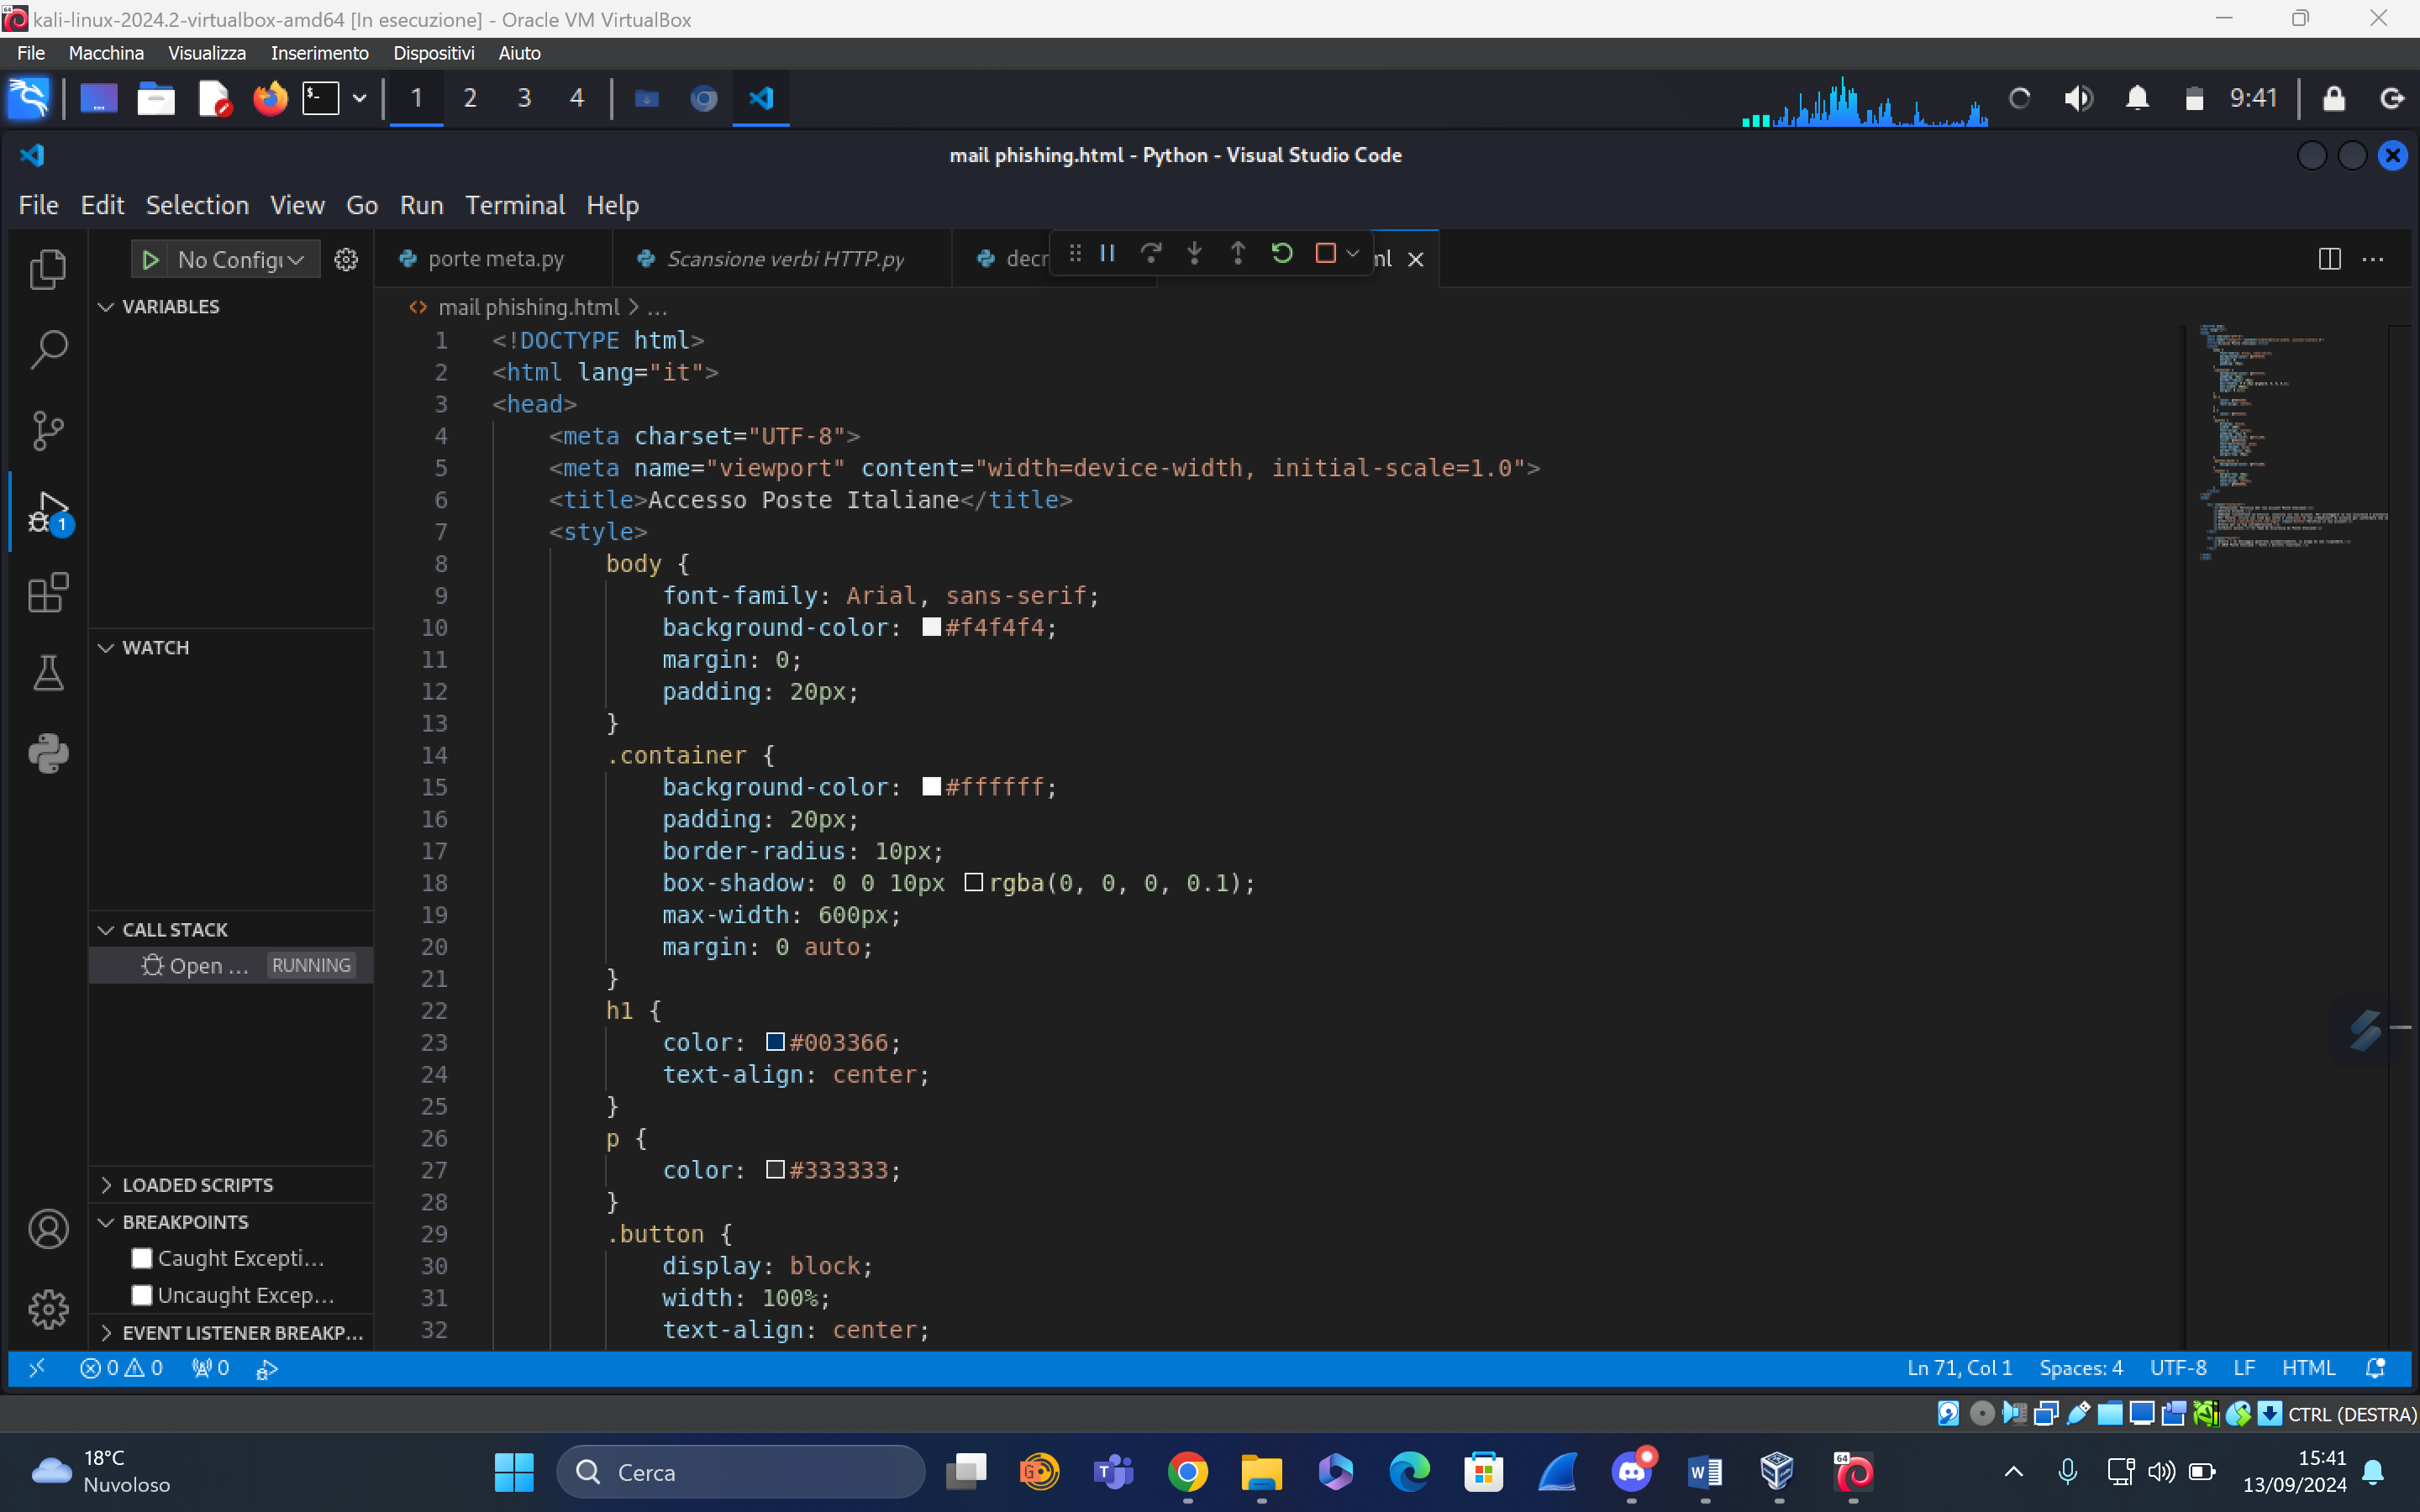 kali-linux-2024.2-virtualbox-amd64 [In esecuzione] - Oracle VM VirtualBox
File Macchina Visualizza Inserimento Dispositivi Aiuto
1 2 3 4 9:41
mail phishing.html - Python - Visual Studio Code
File Edit Selection View Go Run Terminal Help
No Configu
porte meta.py
Scansione verbi HTTP.py
decr
ml
VARIABLES
WATCH
CALL STACK
Open ... RUNNING
LOADED SCRIPTS
BREAKPOINTS
Caught Excepti...
Uncaught Excep...
EVENT LISTENER BREAKP...
1
mail phishing.html > ...
1 <!DOCTYPE html>
2 <html lang="it">
3 <head>
4 <meta charset="UTF-8">
5 <meta name="viewport" content="width=device-width, initial-scale=1.0">
6 <title>Accesso Poste Italiane</title>
7 <style>
8 body {
9 font-family: Arial, sans-serif;
10 background-color: #f4f4f4;
11 margin: 0;
12 padding: 20px;
13 }
14 .container {
15 background-color: #ffffff;
16 padding: 20px;
17 border-radius: 10px;
18 box-shadow: 0 0 10px rgba(0, 0, 0, 0.1);
19 max-width: 600px;
20 margin: 0 auto;
21 }
22 h1 {
23 color: #003366;
24 text-align: center;
25 }
26 p {
27 color: #333333;
28 }
29 .button {
30 display: block;
31 width: 100%;
32 text-align: center;
0 0 0
Ln 71, Col 1 Spaces: 4 UTF-8 LF HTML
CTRL (DESTRA)
18°C
Nuvoloso
Cerca
15:41
13/09/2024